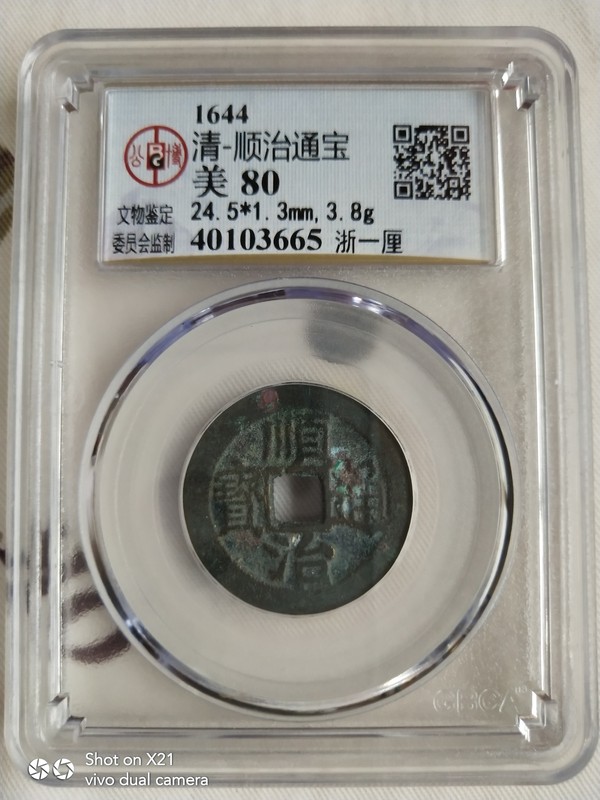 1644
清-顺治通宝
公 博
美 80
文物鉴定 24.5*1.3mm,3.8g
委员会监制 40103665 浙一厘
順
寶 通
治
GBCA
Shot on X21
vivo dual camera